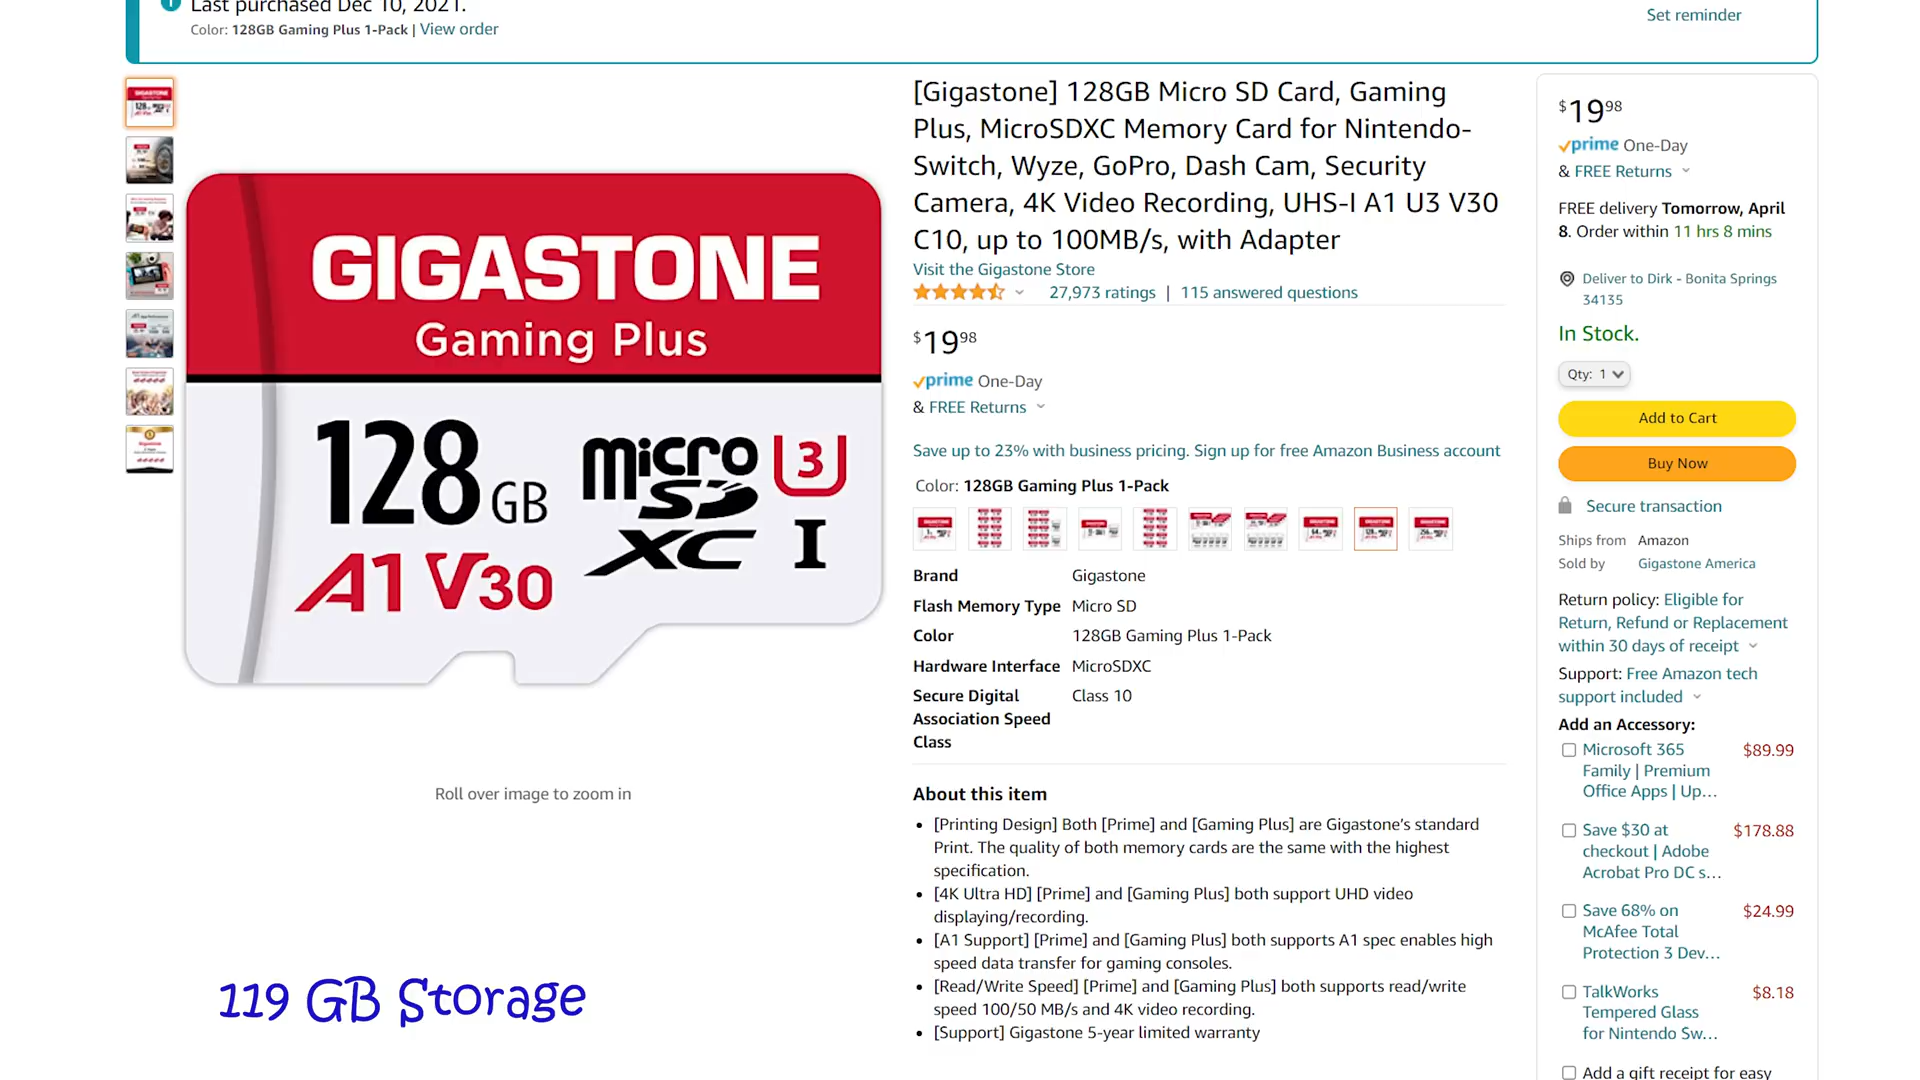 Last purchased Dec 10, 2021.
Color: 128GB Gaming Plus 1-Pack | View order
Set reminder
GIGASTONE
Gaming Plus
128 GB
micro
SD
XC I
U3
A1 V30
Roll over image to zoom in
119 GB Storage
[Gigastone] 128GB Micro SD Card, Gaming
Plus, MicroSDXC Memory Card for Nintendo-
Switch, Wyze, GoPro, Dash Cam, Security
Camera, 4K Video Recording, UHS-I A1 U3 V30
C10, up to 100MB/s, with Adapter
Visit the Gigastone Store
27,973 ratings | 115 answered questions
$19 98
prime One-Day
& FREE Returns
Save up to 23% with business pricing. Sign up for free Amazon Business account
Color: 128GB Gaming Plus 1-Pack
Brand Gigastone
Flash Memory Type Micro SD
Color 128GB Gaming Plus 1-Pack
Hardware Interface MicroSDXC
Secure Digital Class 10
Association Speed
Class
About this item
• [Printing Design] Both [Prime] and [Gaming Plus] are Gigastone’s standard
Print. The quality of both memory cards are the same with the highest
specification.
• [4K Ultra HD] [Prime] and [Gaming Plus] both support UHD video
displaying/recording.
• [A1 Support] [Prime] and [Gaming Plus] both supports A1 spec enables high
speed data transfer for gaming consoles.
• [Read/Write Speed] [Prime] and [Gaming Plus] both supports read/write
speed 100/50 MB/s and 4K video recording.
• [Support] Gigastone 5-year limited warranty
$19 98
prime One-Day
& FREE Returns
FREE delivery Tomorrow, April
8. Order within 11 hrs 8 mins
Deliver to Dirk - Bonita Springs
34135
In Stock.
Qty: 1
Add to Cart
Buy Now
Secure transaction
Ships from Amazon
Sold by Gigastone America
Return policy: Eligible for
Return, Refund or Replacement
within 30 days of receipt
Support: Free Amazon tech
support included
Add an Accessory:
Microsoft 365 $89.99
Family | Premium
Office Apps | Up...
Save $30 at $178.88
checkout | Adobe
Acrobat Pro DC s...
Save 68% on $24.99
McAfee Total
Protection 3 Dev...
TalkWorks $8.18
Tempered Glass
for Nintendo Sw...
Add a gift receipt for easy